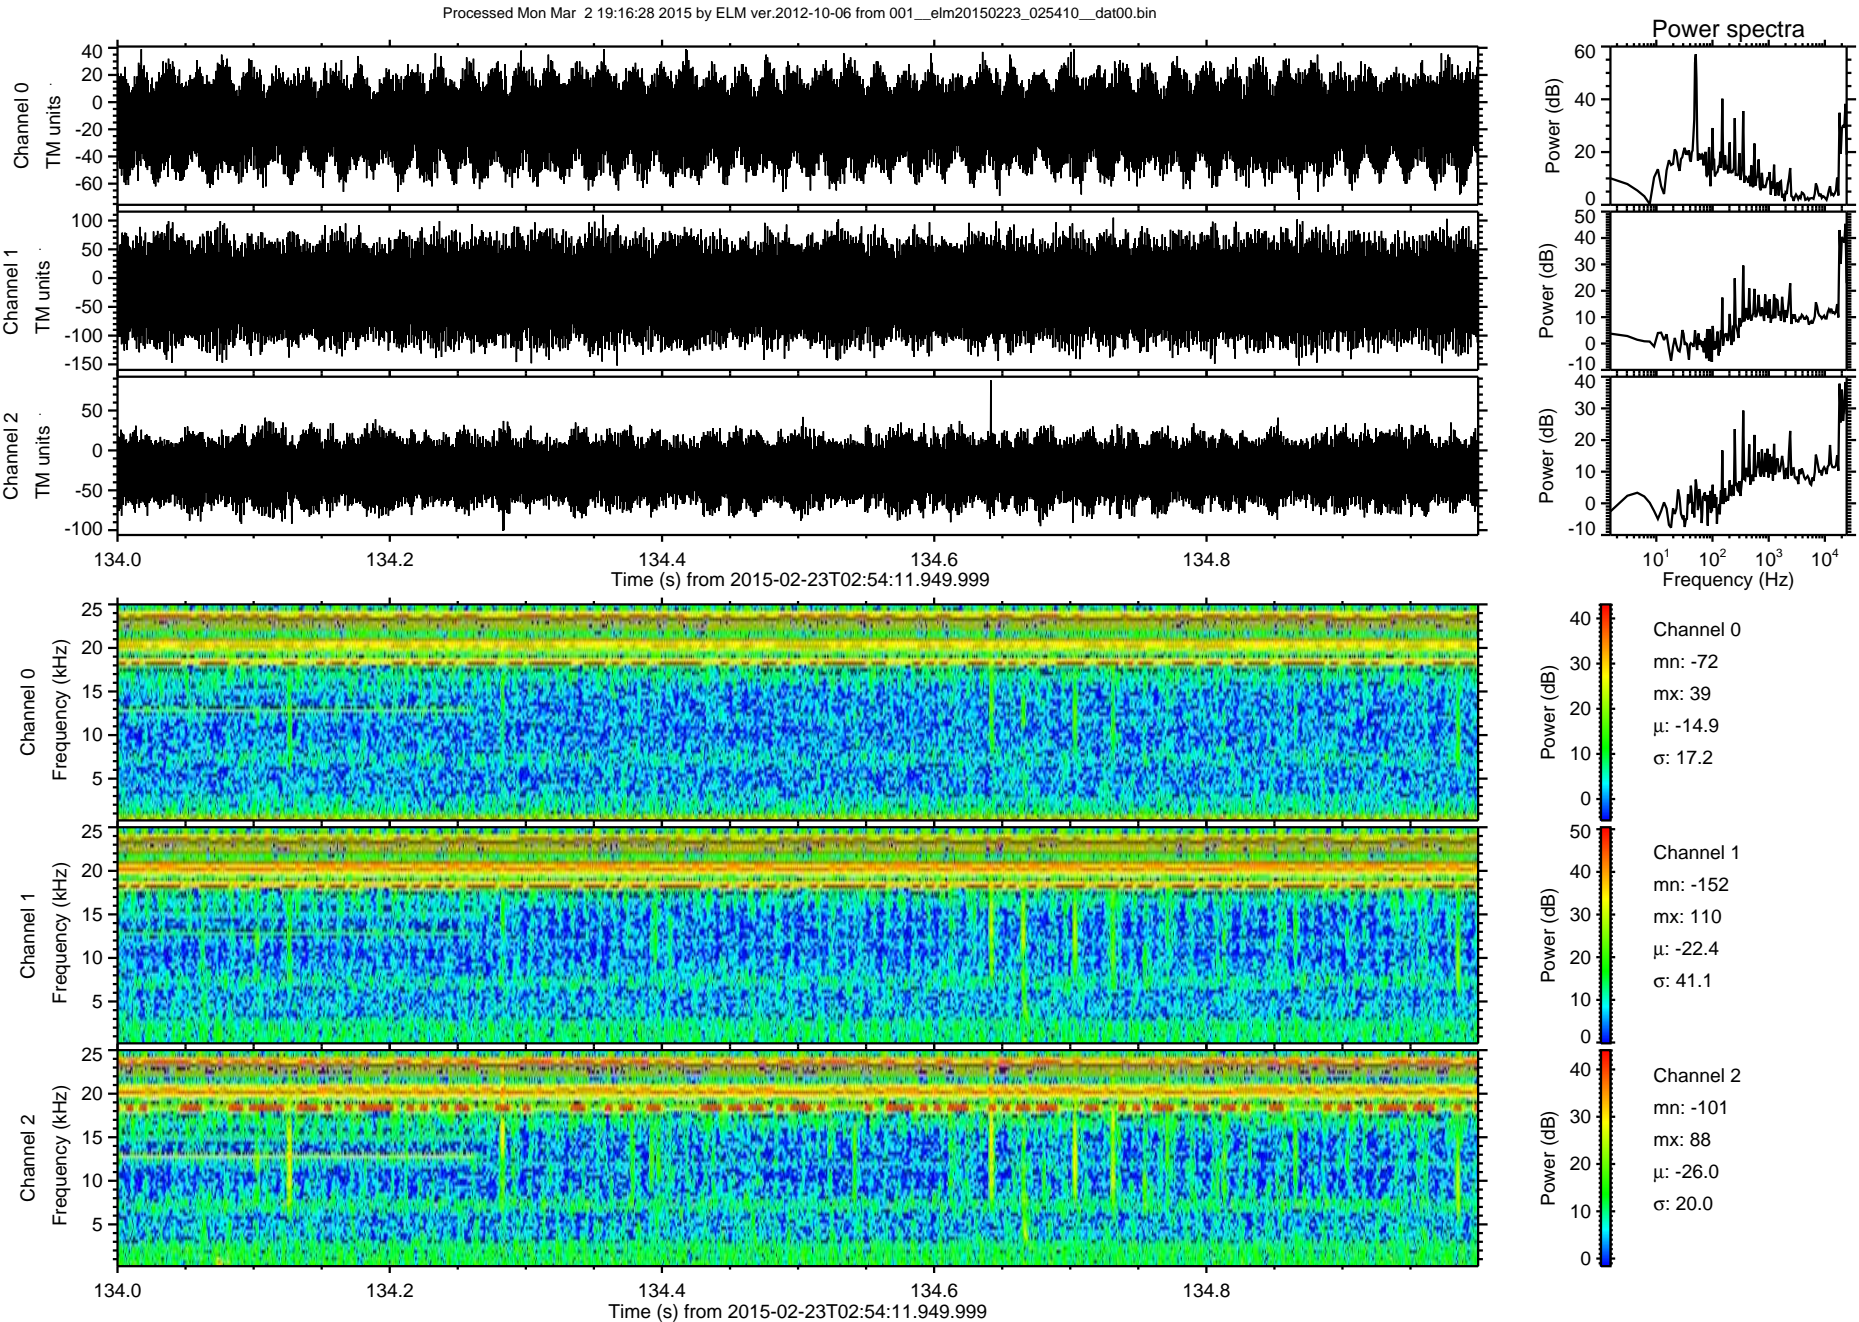 Processed Mon Mar  2 19:16:28 2015 by ELM ver.2012-10-06 from 001__elm20150223_025410__dat00.bin
Power spectra
Channel 0
TM units
40
20
0
-20
-40
-60
Power (dB)
60
40
20
0
Channel 1
TM units
100
50
0
-50
-100
-150
Power (dB)
50
40
30
20
10
0
-10
Channel 2
TM units
50
0
-50
-100
Power (dB)
40
30
20
10
0
-10
134.0 134.2 134.4 134.6 134.8
Time (s) from 2015-02-23T02:54:11.949.999
10^1 10^2 10^3 10^4
Frequency (Hz)
Channel 0
Frequency (kHz)
25
20
15
10
5
Power (dB)
40
30
20
10
0
Channel 0
mn: -72
mx: 39
μ: -14.9
σ: 17.2
Channel 1
Frequency (kHz)
25
20
15
10
5
Power (dB)
50
40
30
20
10
0
Channel 1
mn: -152
mx: 110
μ: -22.4
σ: 41.1
Channel 2
Frequency (kHz)
25
20
15
10
5
Power (dB)
40
30
20
10
0
Channel 2
mn: -101
mx: 88
μ: -26.0
σ: 20.0
134.0 134.2 134.4 134.6 134.8
Time (s) from 2015-02-23T02:54:11.949.999